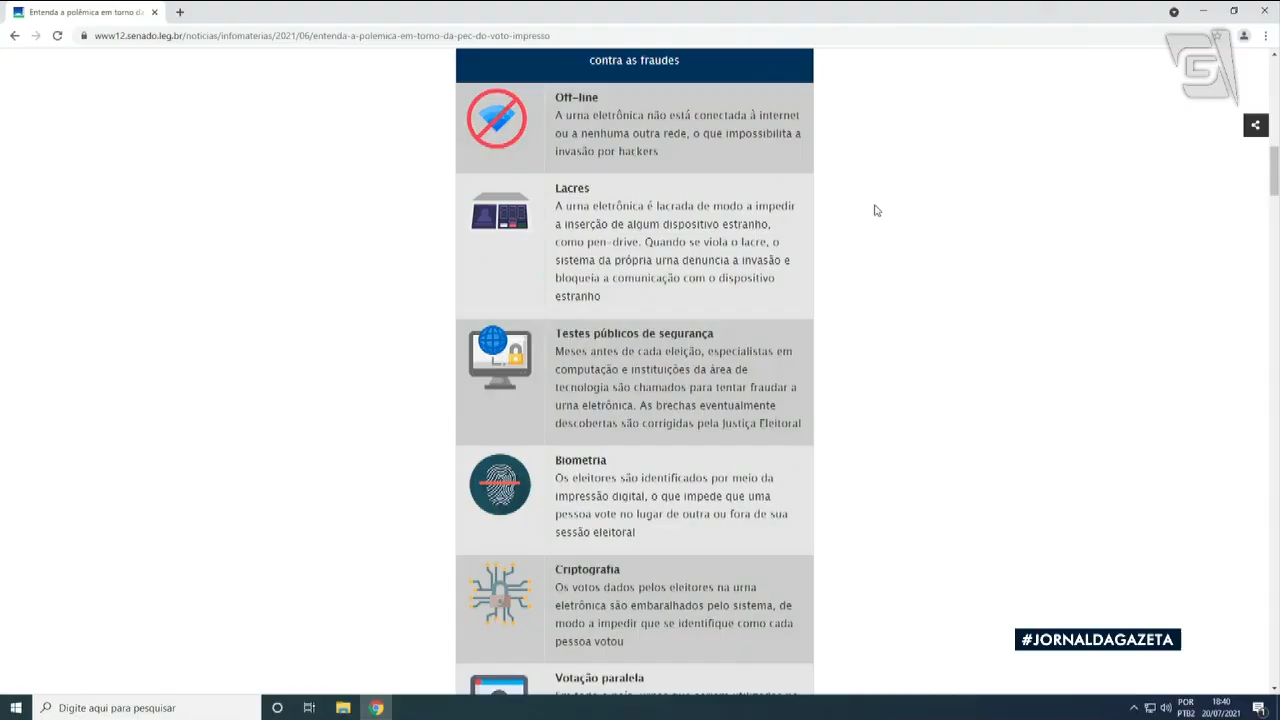 Entenda a polêmica em torno da
www12.senado.leg.br/noticias/infomaterias/2021/06/entenda-a-polemica-em-torno-da-pec-do-voto-impresso
contra as fraudes
Off-line
A urna eletrônica não está conectada à internet
ou a nenhuma outra rede, o que impossibilita a
invasão por hackers
Lacres
A urna eletrônica é lacrada de modo a impedir
a inserção de algum dispositivo estranho,
como pen-drive. Quando se viola o lacre, o
sistema da própria urna denuncia a invasão e
bloqueia a comunicação com o dispositivo
estranho
Testes públicos de segurança
Meses antes de cada eleição, especialistas em
computação e instituições da área de
tecnologia são chamados para tentar fraudar a
urna eletrônica. As brechas eventualmente
descobertas são corrigidas pela Justiça Eleitoral
Biometria
Os eleitores são identificados por meio da
impressão digital, o que impede que uma
pessoa vote no lugar de outra ou fora de sua
sessão eleitoral
Criptografia
Os votos dados pelos eleitores na urna
eletrônica são embaralhados pelo sistema, de
modo a impedir que se identifique como cada
pessoa votou
Votação paralela
#JORNALDAGAZETA
Digite aqui para pesquisar
POR
PTB2
18:40
20/07/2021